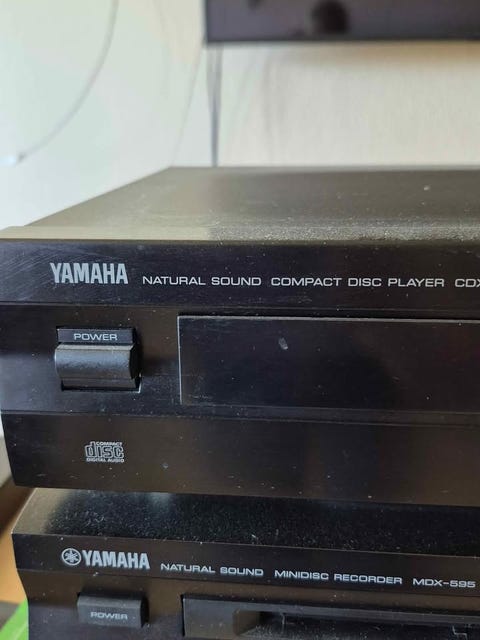 YAMAHA NATURAL SOUND COMPACT DISC PLAYER CDX
POWER
COMPACT
disc
DIGITAL AUDIO
YAMAHA NATURAL SOUND MINIDISC RECORDER MDX-595
POWER